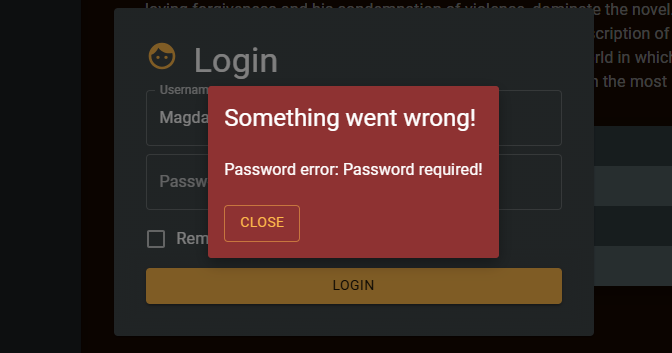 loving forgiveness and his condemnation of violence, dominate the novel.
scription of
Login
rld in which
n the most
Usernam
Magda
Something went wrong!
Passw
Password error: Password required!
CLOSE
Rem
LOGIN